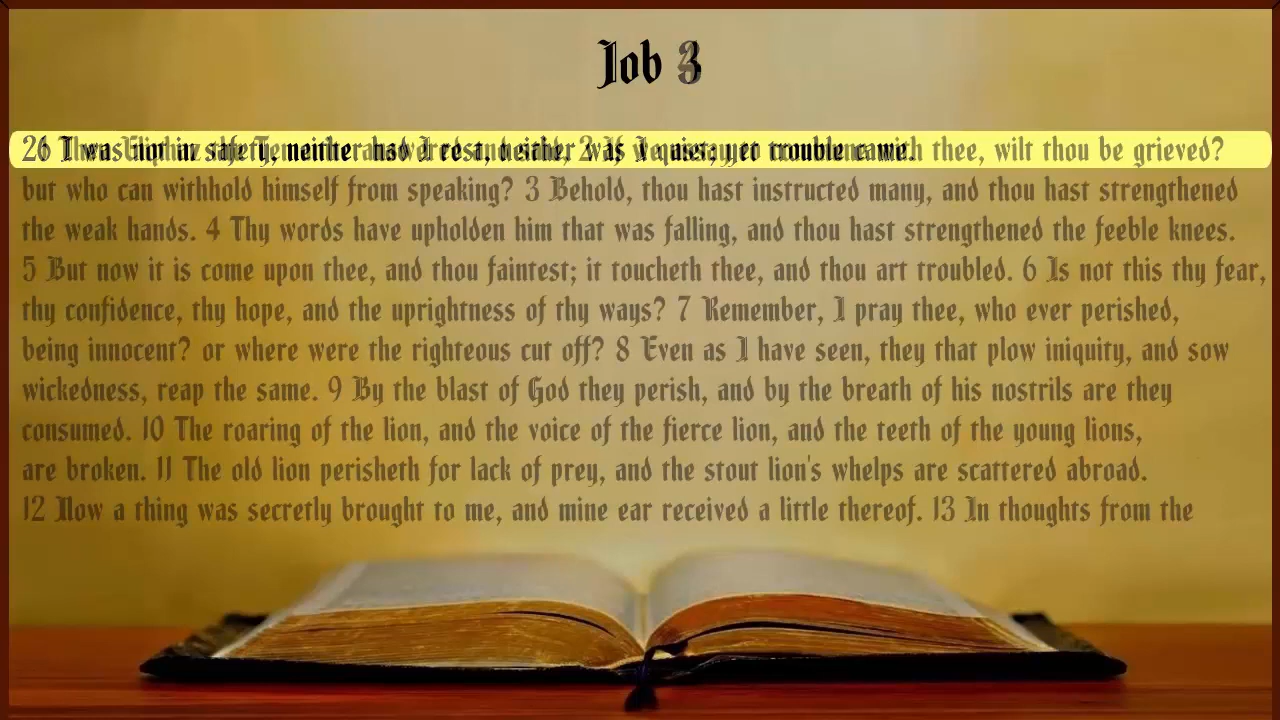 Job 3
26 I was not in safety, neither had I rest, neither was I quiet; yet trouble came. thee, wilt thou be grieved?
but who can withhold himself from speaking? 3 Behold, thou hast instructed many, and thou hast strengthened
the weak hands. 4 Thy words have upholden him that was falling, and thou hast strengthened the feeble knees.
5 But now it is come upon thee, and thou faintest; it toucheth thee, and thou art troubled. 6 Is not this thy fear,
thy confidence, thy hope, and the uprightness of thy ways? 7 Remember, I pray thee, who ever perished,
being innocent? or where were the righteous cut off? 8 Even as I have seen, they that plow iniquity, and sow
wickedness, reap the same. 9 By the blast of God they perish, and by the breath of his nostrils are they
consumed. 10 The roaring of the lion, and the voice of the fierce lion, and the teeth of the young lions,
are broken. 11 The old lion perisheth for lack of prey, and the stout lion's whelps are scattered abroad.
12 Now a thing was secretly brought to me, and mine ear received a little thereof. 13 In thoughts from the